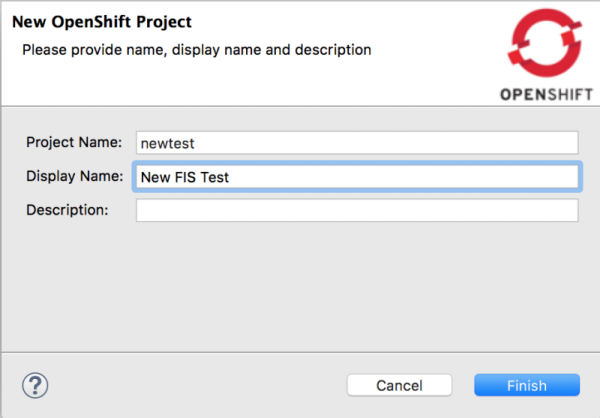 New OpenShift Project
Please provide name, display name and description
OPENSHIFT
Project Name: newtest
Display Name: New FIS Test
Description:
? Cancel Finish